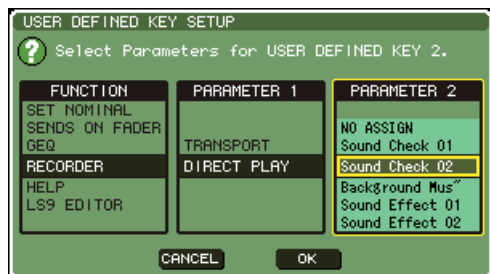 USER DEFINED KEY SETUP
? Select Parameters for USER DEFINED KEY 2.
FUNCTION
SET NOMINAL
SENDS ON FADER
GEQ
RECORDER
HELP
LS9 EDITOR
PARAMETER 1
TRANSPORT
DIRECT PLAY
PARAMETER 2
NO ASSIGN
Sound Check 01
Sound Check 02
Background Mus~
Sound Effect 01
Sound Effect 02
CANCEL OK